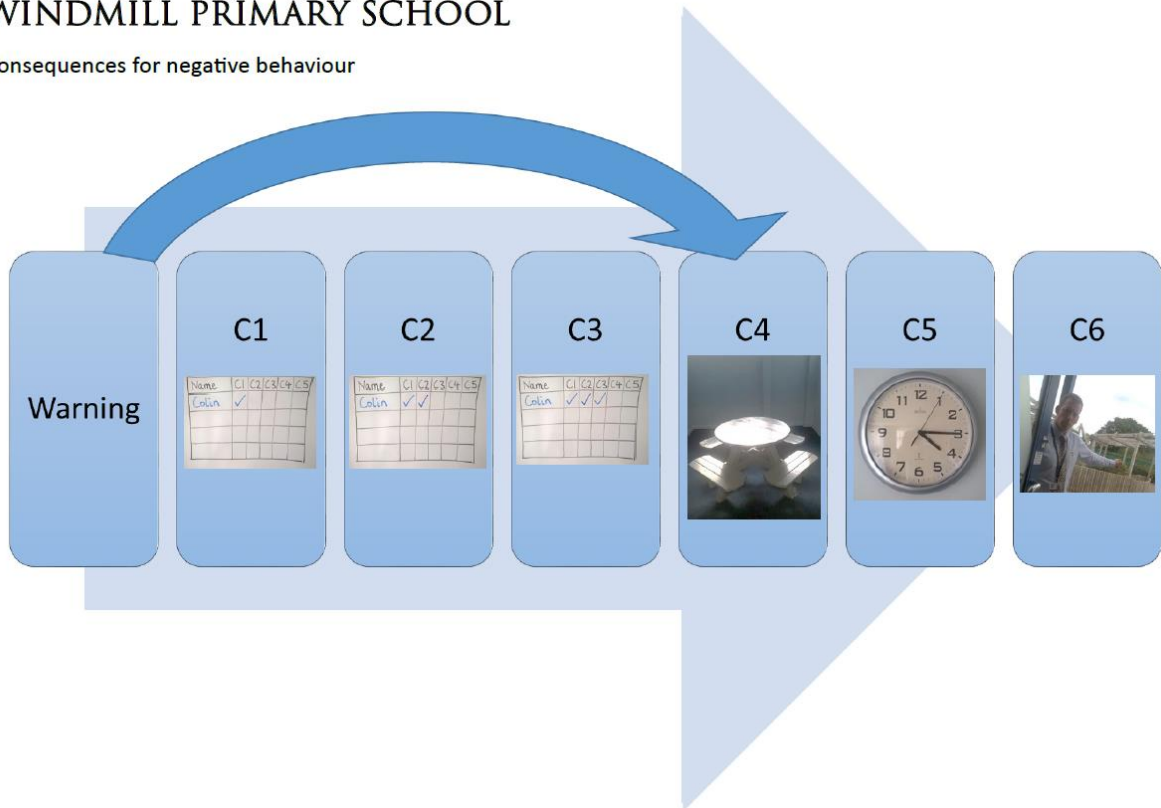 WINDMILL PRIMARY SCHOOL
onsequences for negative behaviour
Warning
C1
Name C1 C2 C3 C4 C5
Colin ✓
C2
Name C1 C2 C3 C4 C5
Colin ✓ ✓
C3
Name C1 C2 C3 C4 C5
Colin ✓ ✓ ✓
C4
C5
12
1
2
3
4
5
6
7
8
9
10
11
C6